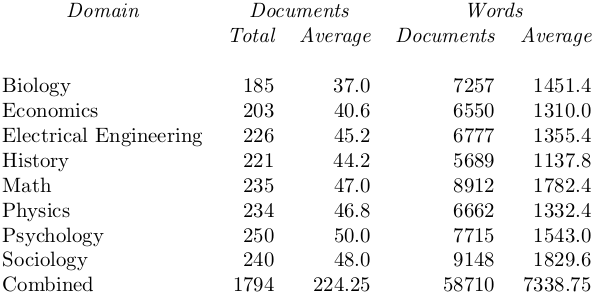 Domain Documents Words
Total Average Documents Average
Biology 185 37.0 7257 1451.4
Economics 203 40.6 6550 1310.0
Electrical Engineering 226 45.2 6777 1355.4
History 221 44.2 5689 1137.8
Math 235 47.0 8912 1782.4
Physics 234 46.8 6662 1332.4
Psychology 250 50.0 7715 1543.0
Sociology 240 48.0 9148 1829.6
Combined 1794 224.25 58710 7338.75